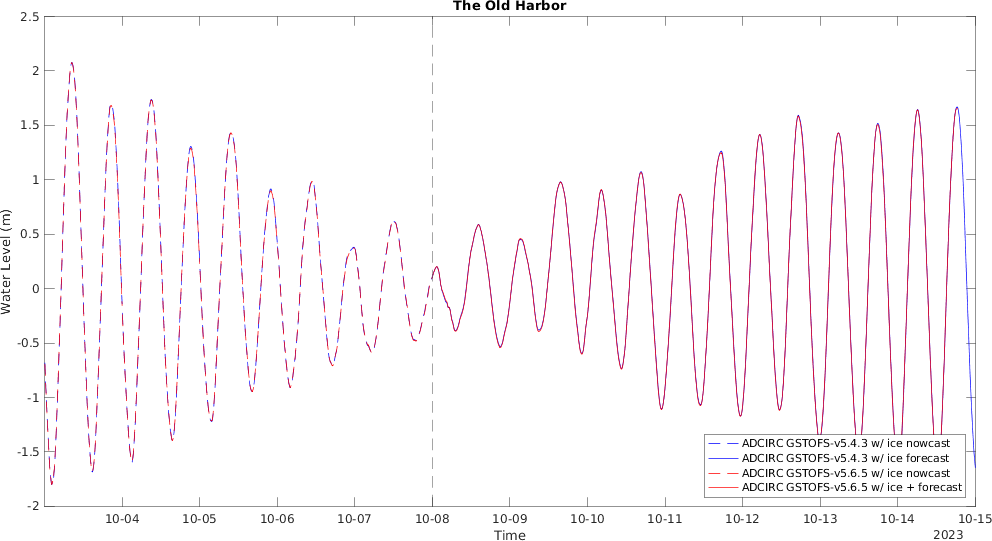 The Old Harbor
2.5
2
1.5
1
0.5
0
-0.5
-1
-1.5
-2
Water Level (m)
10-04 10-05 10-06 10-07 10-08 10-09 10-10 10-11 10-12 10-13 10-14 10-15
Time
2023
ADCIRC GSTOFS-v5.4.3 w/ ice nowcast
ADCIRC GSTOFS-v5.4.3 w/ ice forecast
ADCIRC GSTOFS-v5.6.5 w/ ice nowcast
ADCIRC GSTOFS-v5.6.5 w/ ice + forecast